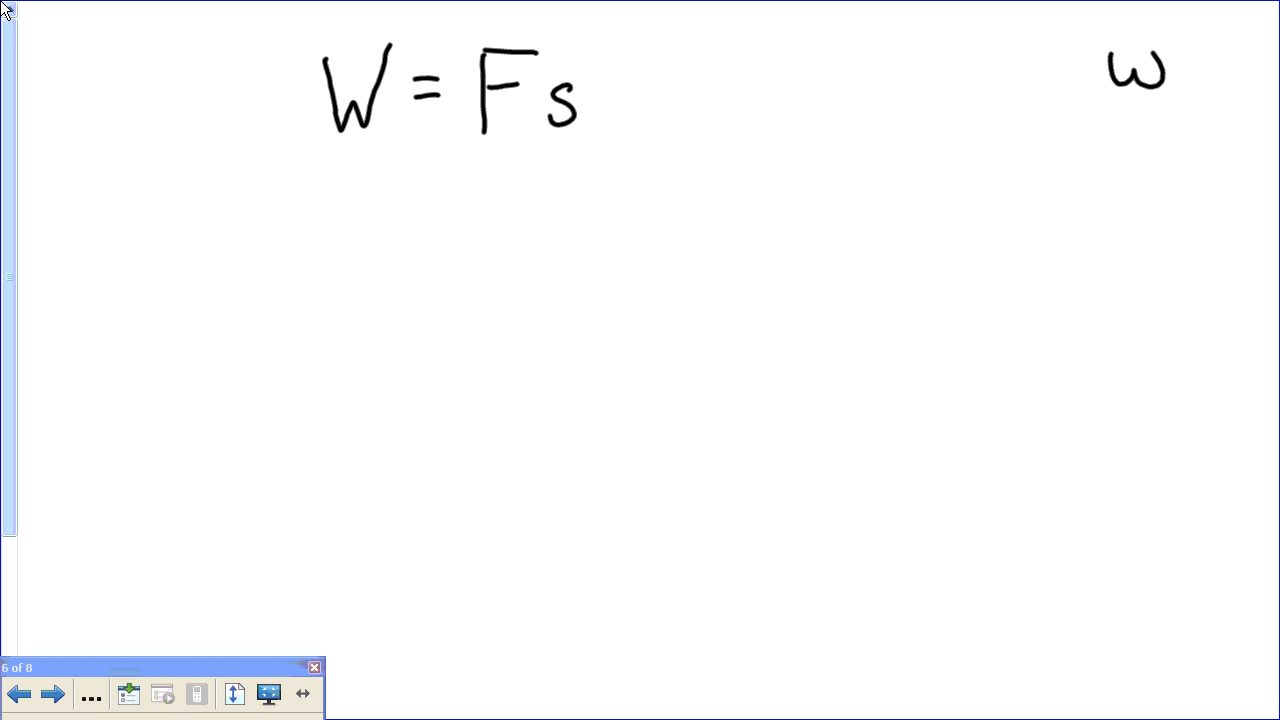 W = Fs
ω
6 of 8
...